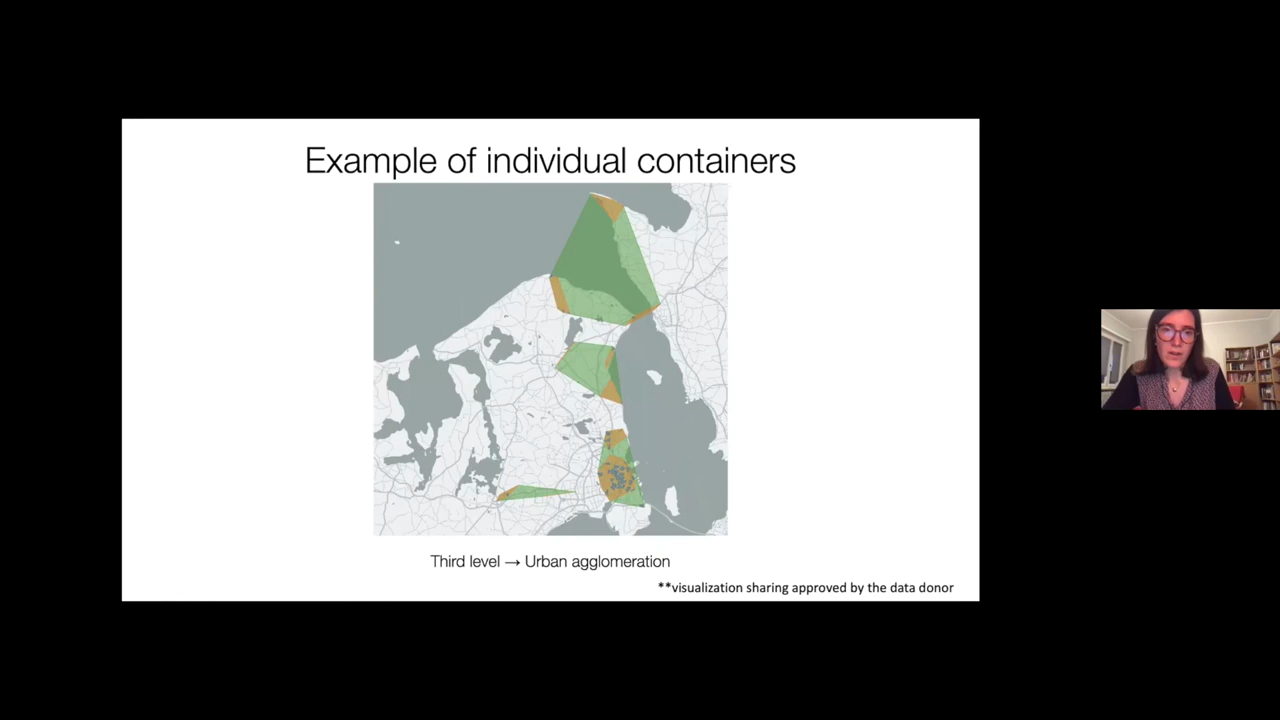 Example of individual containers
Third level → Urban agglomeration
**visualization sharing approved by the data donor